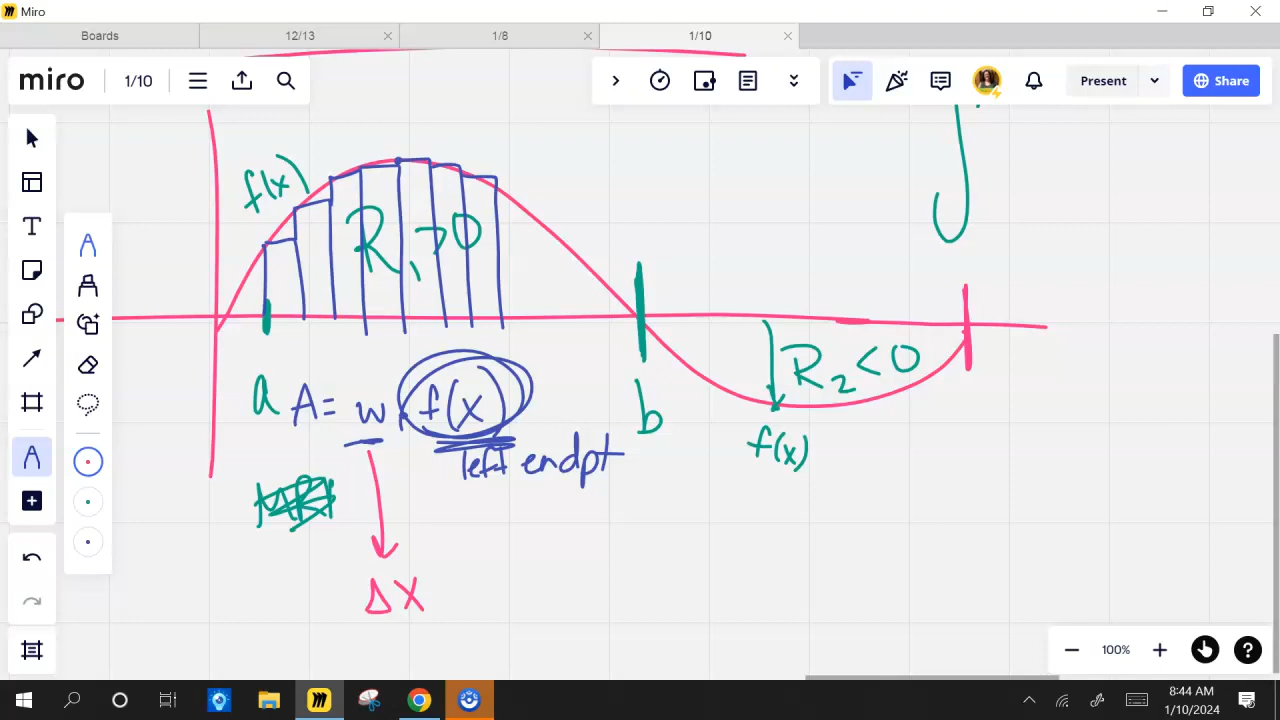 Miro
Boards
12/13
1/8
1/10
miro
1/10
Present
Share
f(x)
R₁ > 0
R₂ < 0
a
A = w · f(x)
b
left endpt
f(x)
Δx
100%
8:44 AM
1/10/2024